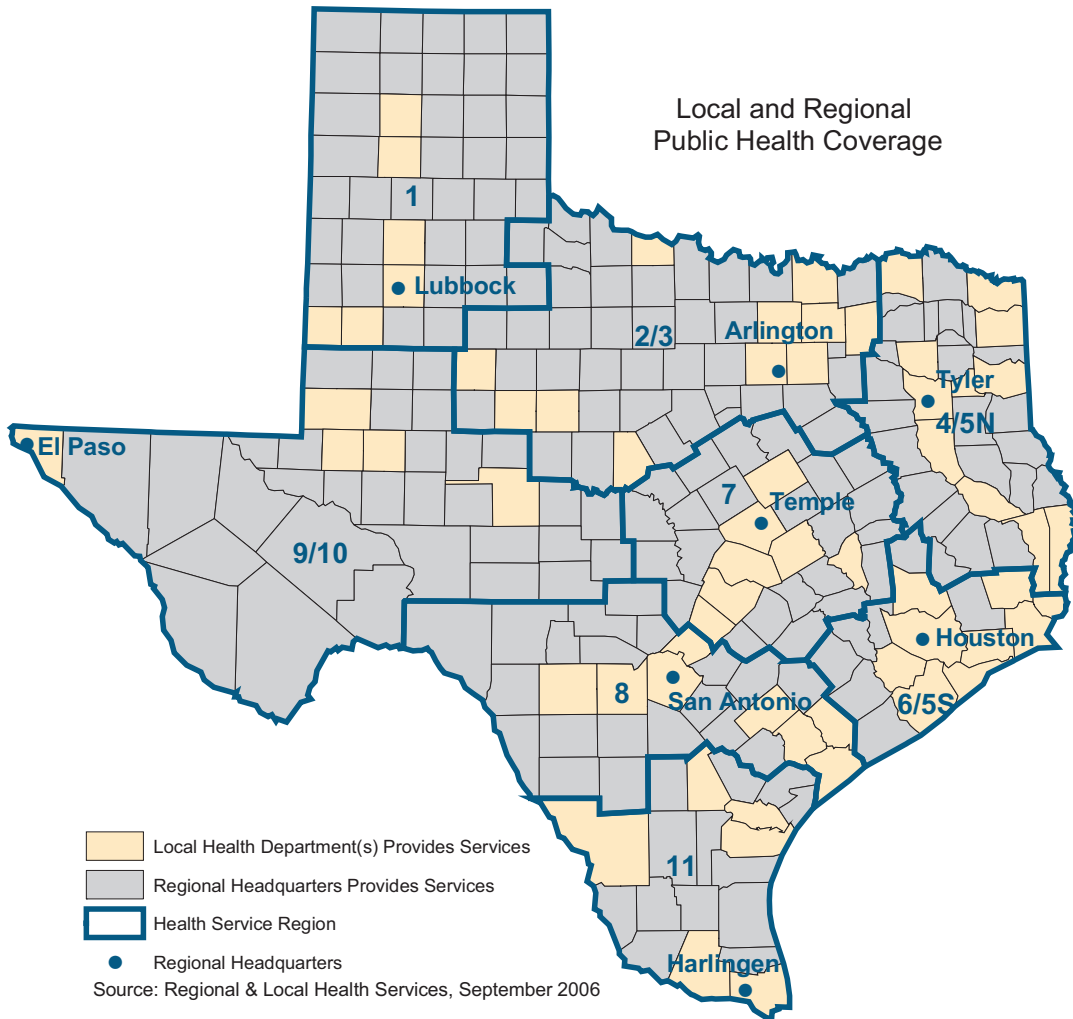 Local and Regional
Public Health Coverage
1
Lubbock
2/3
Arlington
Tyler
4/5N
El Paso
7
Temple
9/10
Houston
8
San Antonio
6/5S
11
Harlingen
Local Health Department(s) Provides Services
Regional Headquarters Provides Services
Health Service Region
Regional Headquarters
Source: Regional & Local Health Services, September 2006